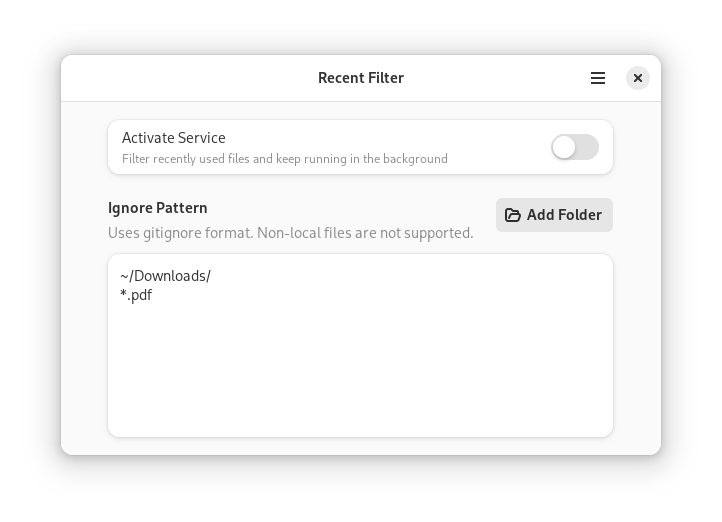 Recent Filter
Activate Service
Filter recently used files and keep running in the background
Ignore Pattern
Add Folder
Uses gitignore format. Non-local files are not supported.
~/Downloads/
*.pdf